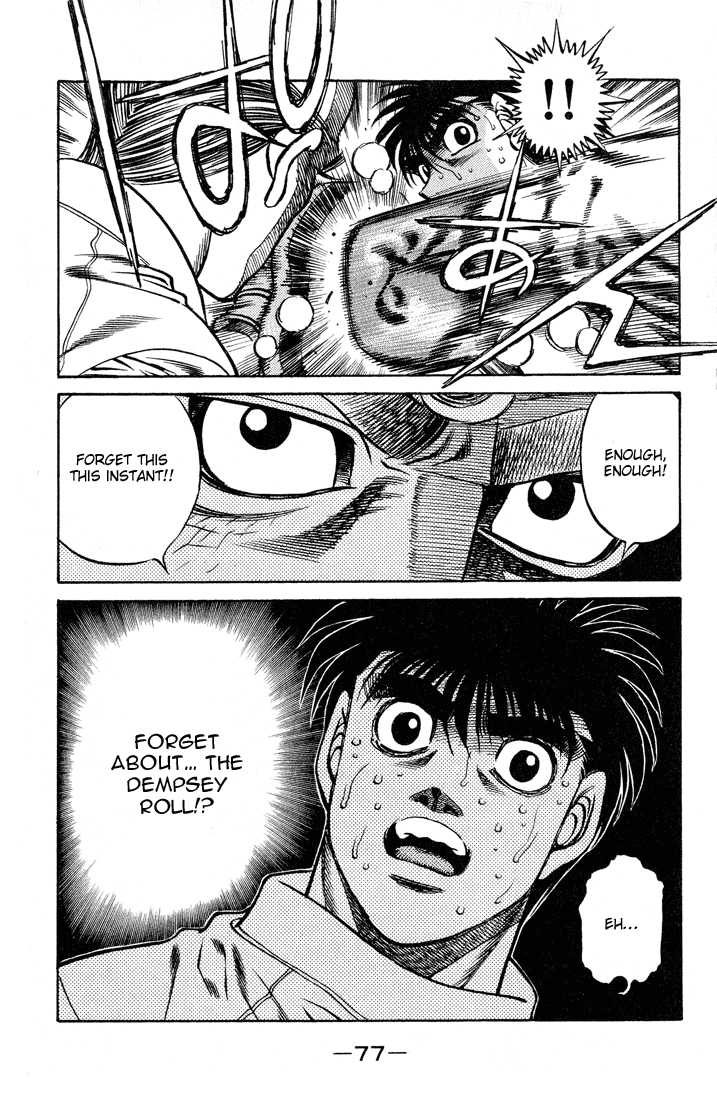 !!
ENOUGH,
ENOUGH!
FORGET THIS
THIS INSTANT!!
EH...
FORGET
ABOUT... THE
DEMPSEY
ROLL!?
—77—